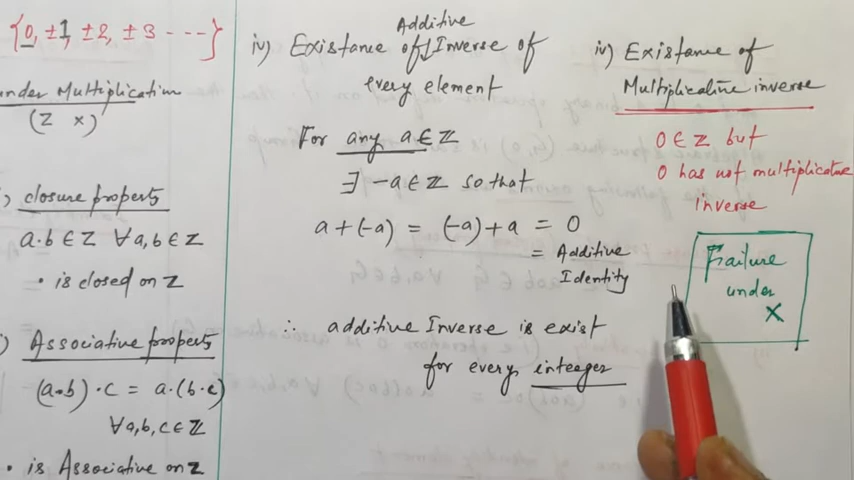 {0, ±1, ±2, ±3 ---- }
under Multiplication
(Z ×)
) closure property
a.b ∈ Z ∀ a,b ∈ Z
. is closed on Z
) Associative property
(a.b).c = a.(b.c)
∀ a,b,c ∈ Z
. is Associative on Z
Additive
iv) Existance of Inverse of
every element
For any a ∈ Z
∃ -a ∈ Z so that
a+(-a) = (-a)+a = 0
= Additive
Identity
∴ additive Inverse is exist
for every integer
iv) Existance of
Multiplicative inverse
0 ∈ Z but
0 has not multiplicative
inverse
Failure
under
×